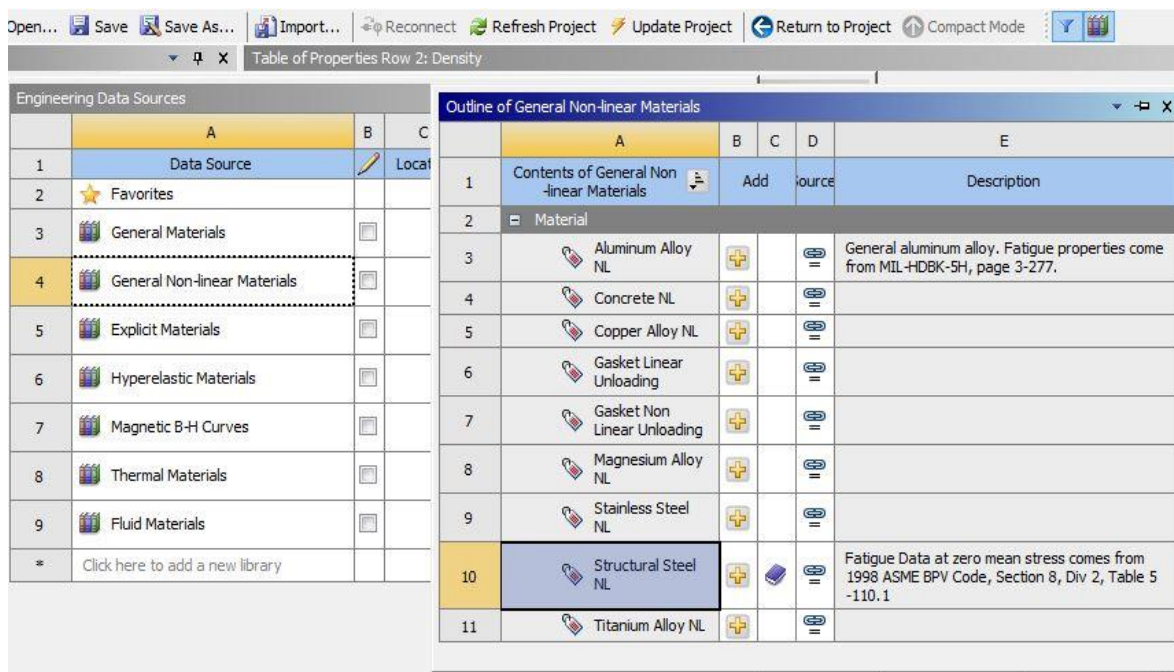 Open... Save Save As... Import... Reconnect Refresh Project Update Project Return to Project Compact Mode
Table of Properties Row 2: Density
Engineering Data Sources
A B C
1 Data Source Locat
2 Favorites
3 General Materials
4 General Non-linear Materials
5 Explicit Materials
6 Hyperelastic Materials
7 Magnetic B-H Curves
8 Thermal Materials
9 Fluid Materials
* Click here to add a new library
Outline of General Non-linear Materials
A B C D E
1 Contents of General Non
-linear Materials Add Source Description
2 Material
3 Aluminum Alloy
NL
General aluminum alloy. Fatigue properties come
from MIL-HDBK-5H, page 3-277.
4 Concrete NL
5 Copper Alloy NL
6 Gasket Linear
Unloading
7 Gasket Non
Linear Unloading
8 Magnesium Alloy
NL
9 Stainless Steel
NL
10 Structural Steel
NL
Fatigue Data at zero mean stress comes from
1998 ASME BPV Code, Section 8, Div 2, Table 5
-110.1
11 Titanium Alloy NL